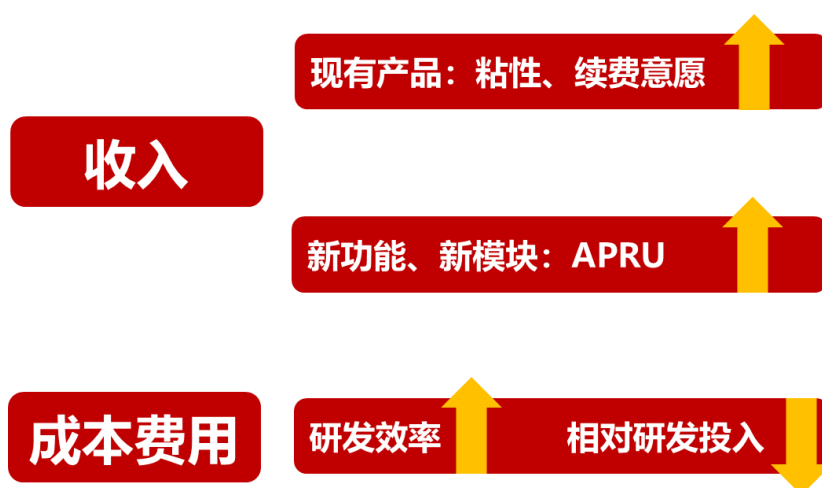 现有产品：粘性、续费意愿
收入
新功能、新模块：APRU
成本费用
研发效率 相对研发投入